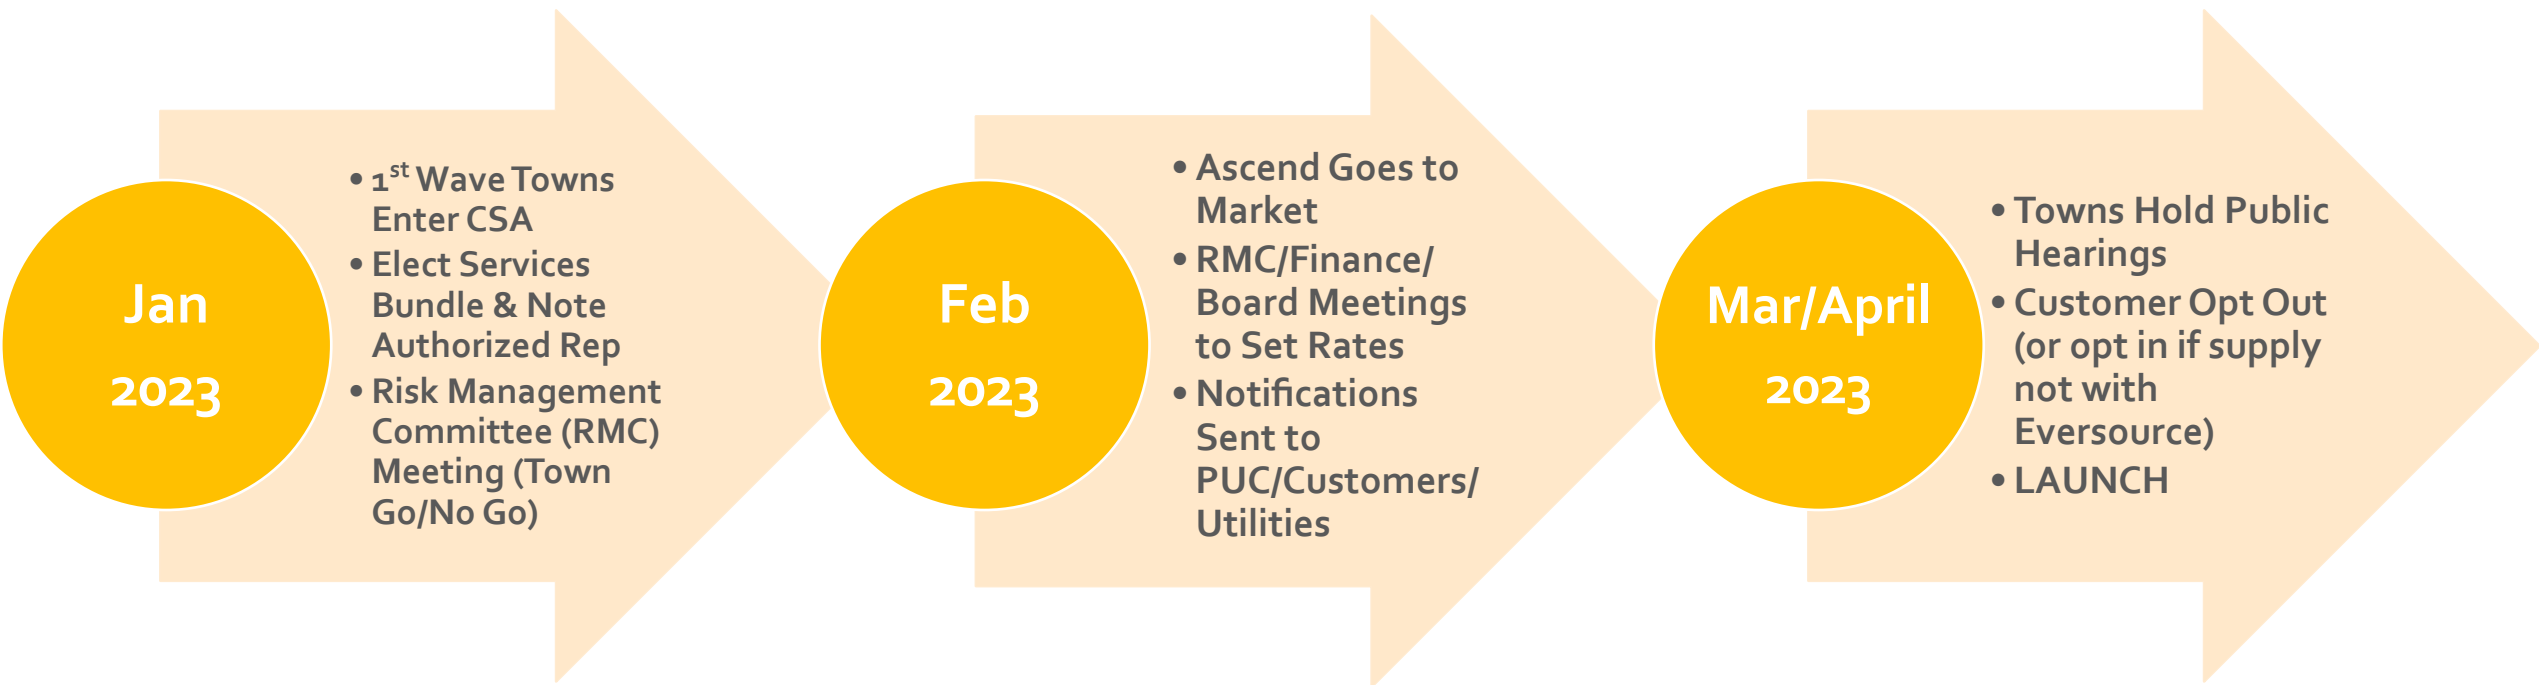 Jan
2023
• 1st Wave Towns
Enter CSA
• Elect Services
Bundle & Note
Authorized Rep
• Risk Management
Committee (RMC)
Meeting (Town
Go/No Go)
Feb
2023
• Ascend Goes to
Market
• RMC/Finance/
Board Meetings
to Set Rates
• Notifications
Sent to
PUC/Customers/
Utilities
Mar/April
2023
• Towns Hold Public
Hearings
• Customer Opt Out
(or opt in if supply
not with
Eversource)
• LAUNCH